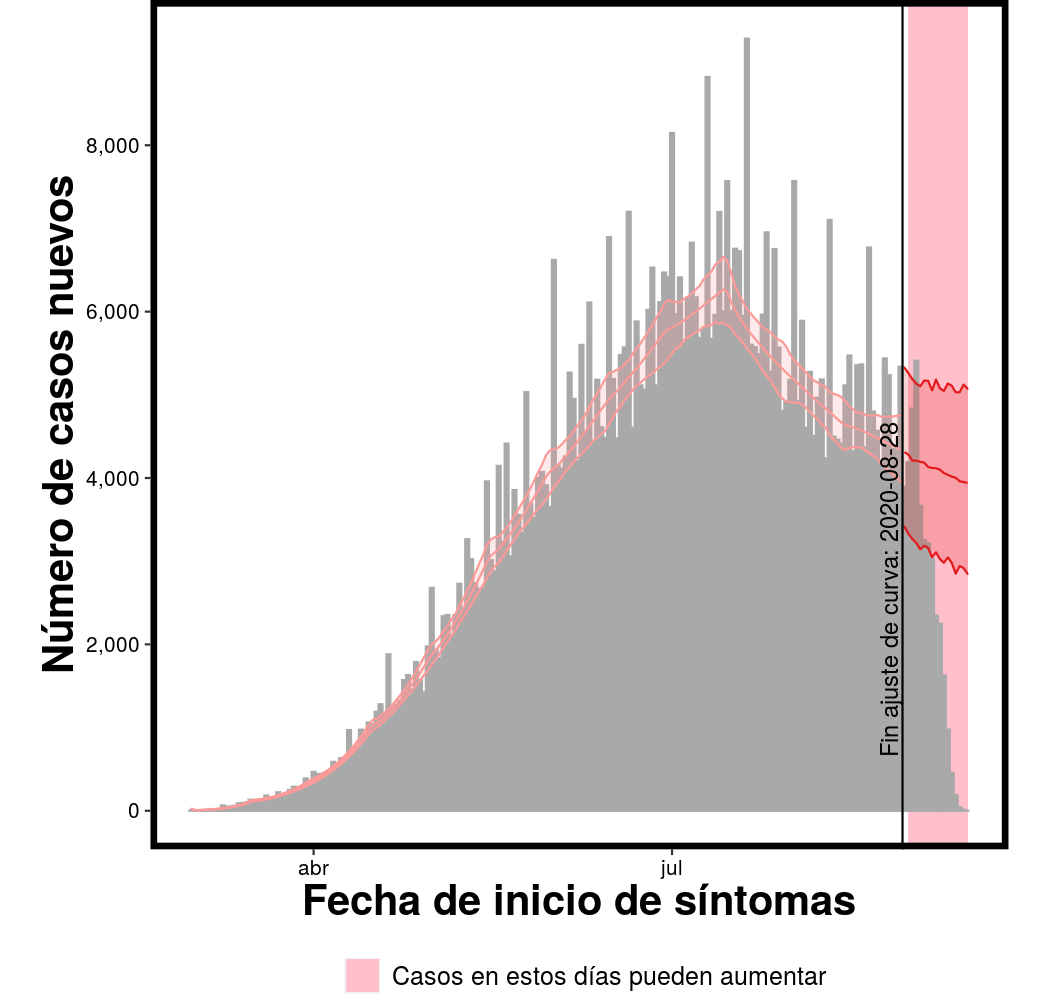 Número de casos nuevos
8,000
6,000
4,000
2,000
0
Fin ajuste de curva: 2020-08-28
abr
jul
Fecha de inicio de síntomas
Casos en estos días pueden aumentar